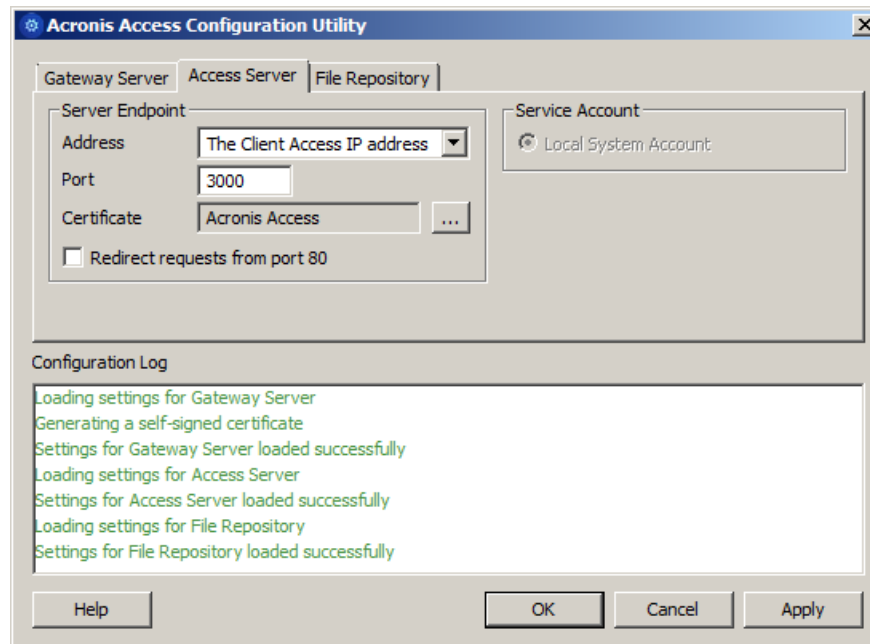 Acronis Access Configuration Utility
Gateway Server Access Server File Repository
Server Endpoint
Address The Client Access IP address
Port 3000
Certificate Acronis Access ...
Redirect requests from port 80
Service Account
Local System Account
Configuration Log
Loading settings for Gateway Server
Generating a self-signed certificate
Settings for Gateway Server loaded successfully
Loading settings for Access Server
Settings for Access Server loaded successfully
Loading settings for File Repository
Settings for File Repository loaded successfully
Help OK Cancel Apply